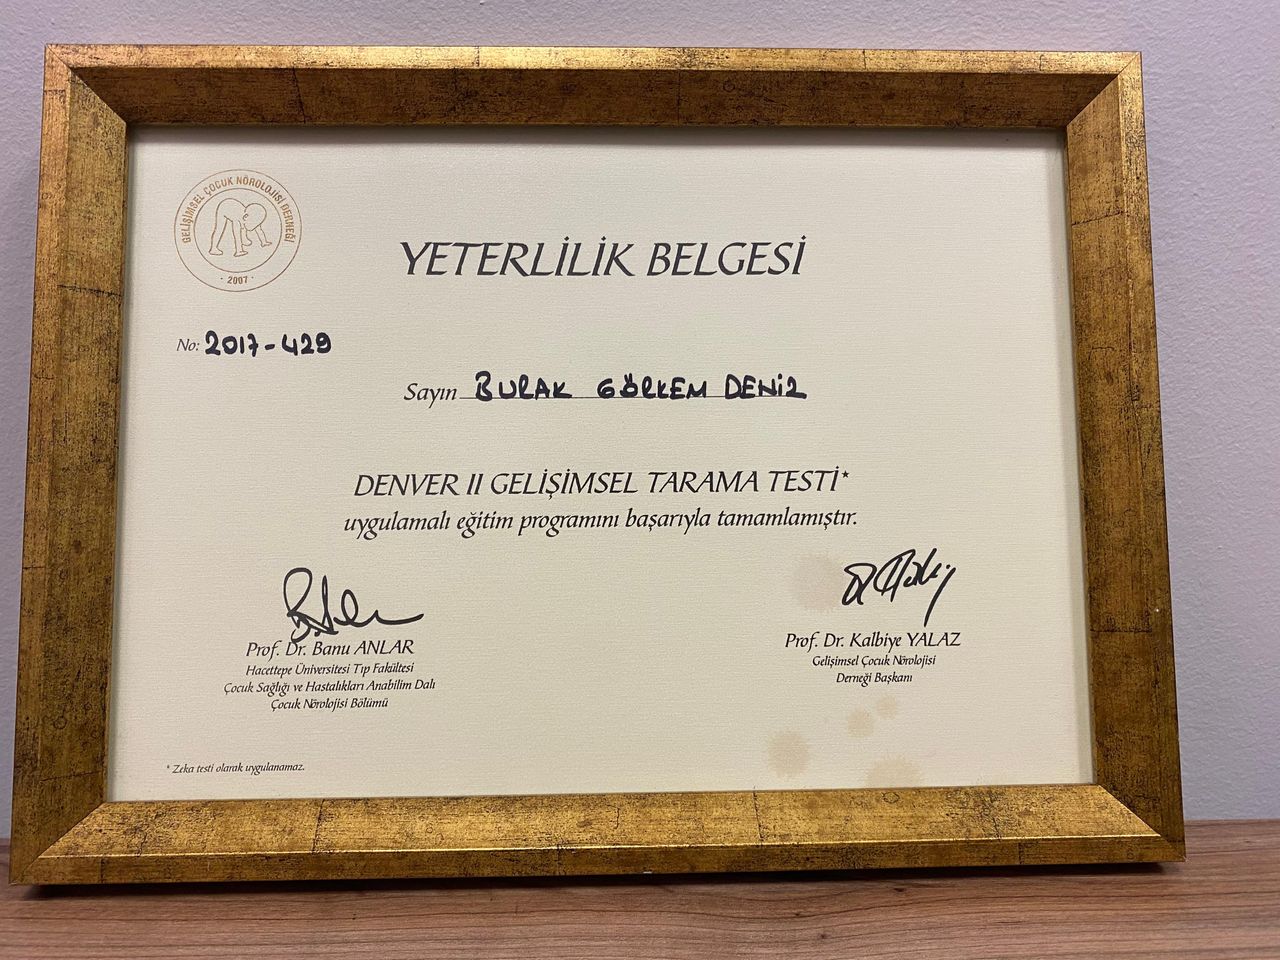 GELİŞİMSEL ÇOCUK NÖROLOJİSİ DERNEĞİ
· 2007 ·
YETERLİLİK BELGESİ
No: 2017-429
Sayın BURAK GÖRKEM DENİZ
DENVER II GELİŞİMSEL TARAMA TESTİ*
uygulamalı eğitim programını başarıyla tamamlamıştır.
Prof. Dr. Banu ANLAR
Hacettepe Üniversitesi Tıp Fakültesi
Çocuk Sağlığı ve Hastalıkları Anabilim Dalı
Çocuk Nörolojisi Bölümü
Prof. Dr. Kalbiye YALAZ
Gelişimsel Çocuk Nörolojisi
Derneği Başkanı
* Zeka testi olarak uygulanamaz.